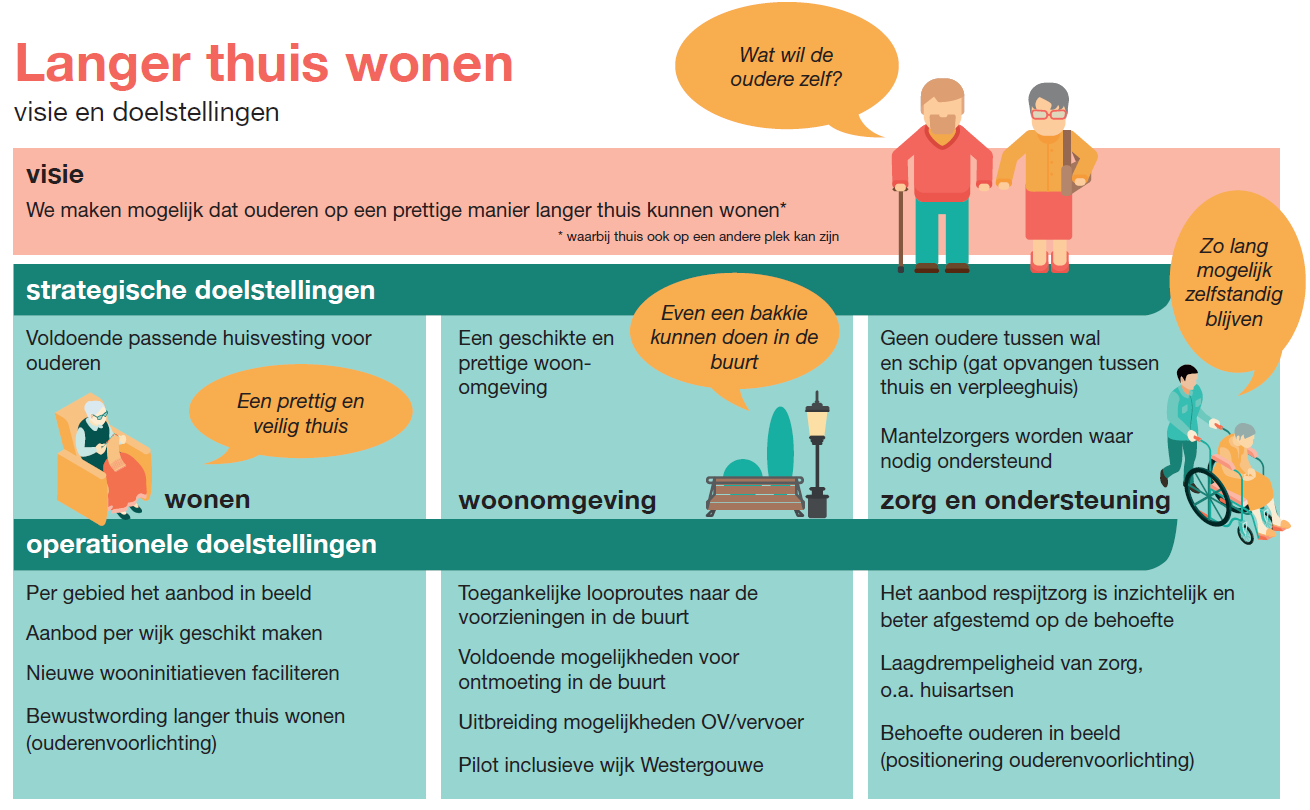 Langer thuis wonen
visie en doelstellingen
Wat wil de
oudere zelf?
visie
We maken mogelijk dat ouderen op een prettige manier langer thuis kunnen wonen*
* waarbij thuis ook op een andere plek kan zijn
Zo lang
mogelijk
zelfstandig
blijven
strategische doelstellingen
Voldoende passende huisvesting voor
ouderen
Een prettig en
veilig thuis
wonen
Een geschikte en
prettige woon-
omgeving
Even een bakkie
kunnen doen in de
buurt
woonomgeving
Geen oudere tussen wal
en schip (gat opvangen tussen
thuis en verpleeghuis)
Mantelzorgers worden waar
nodig ondersteund
zorg en ondersteuning
operationele doelstellingen
Per gebied het aanbod in beeld
Aanbod per wijk geschikt maken
Nieuwe wooninitiatieven faciliteren
Bewustwording langer thuis wonen
(ouderenvoorlichting)
Toegankelijke looproutes naar de
voorzieningen in de buurt
Voldoende mogelijkheden voor
ontmoeting in de buurt
Uitbreiding mogelijkheden OV/vervoer
Pilot inclusieve wijk Westergouwe
Het aanbod respijtzorg is inzichtelijk en
beter afgestemd op de behoefte
Laagdrempeligheid van zorg,
o.a. huisartsen
Behoefte ouderen in beeld
(positionering ouderenvoorlichting)